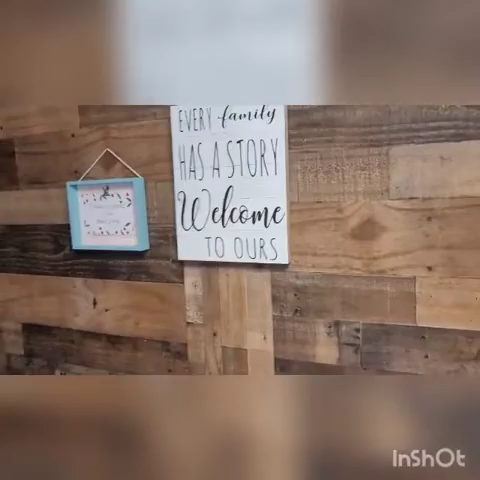 EVERY family
HAS A STORY
Welcome
TO OURS
InShOt